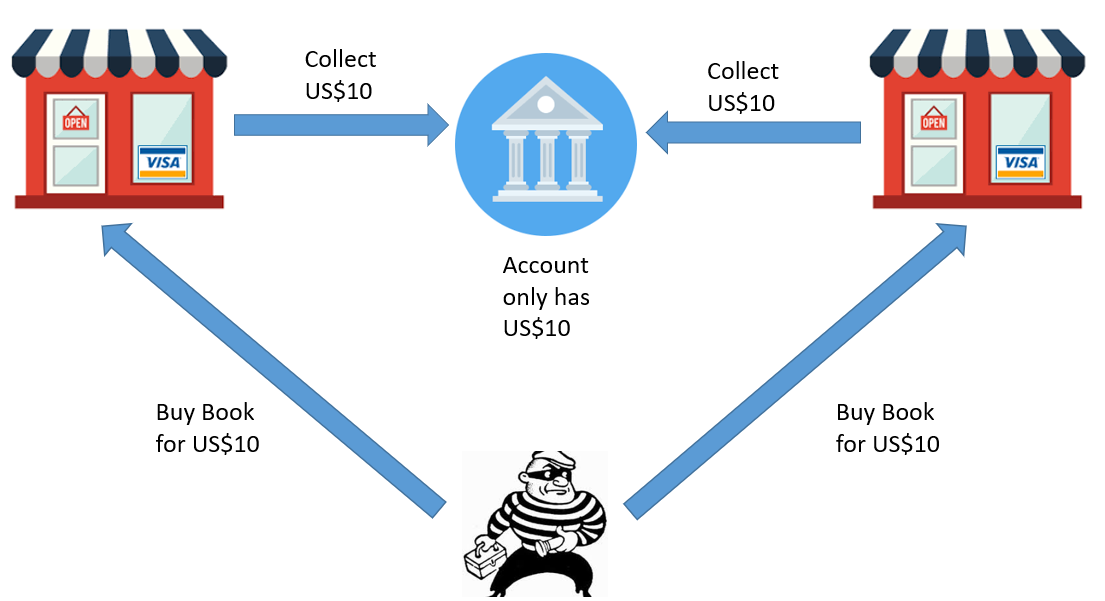 Collect
US$10
Collect
US$10
OPEN
VISA
OPEN
VISA
Account
only has
US$10
Buy Book
for US$10
Buy Book
for US$10